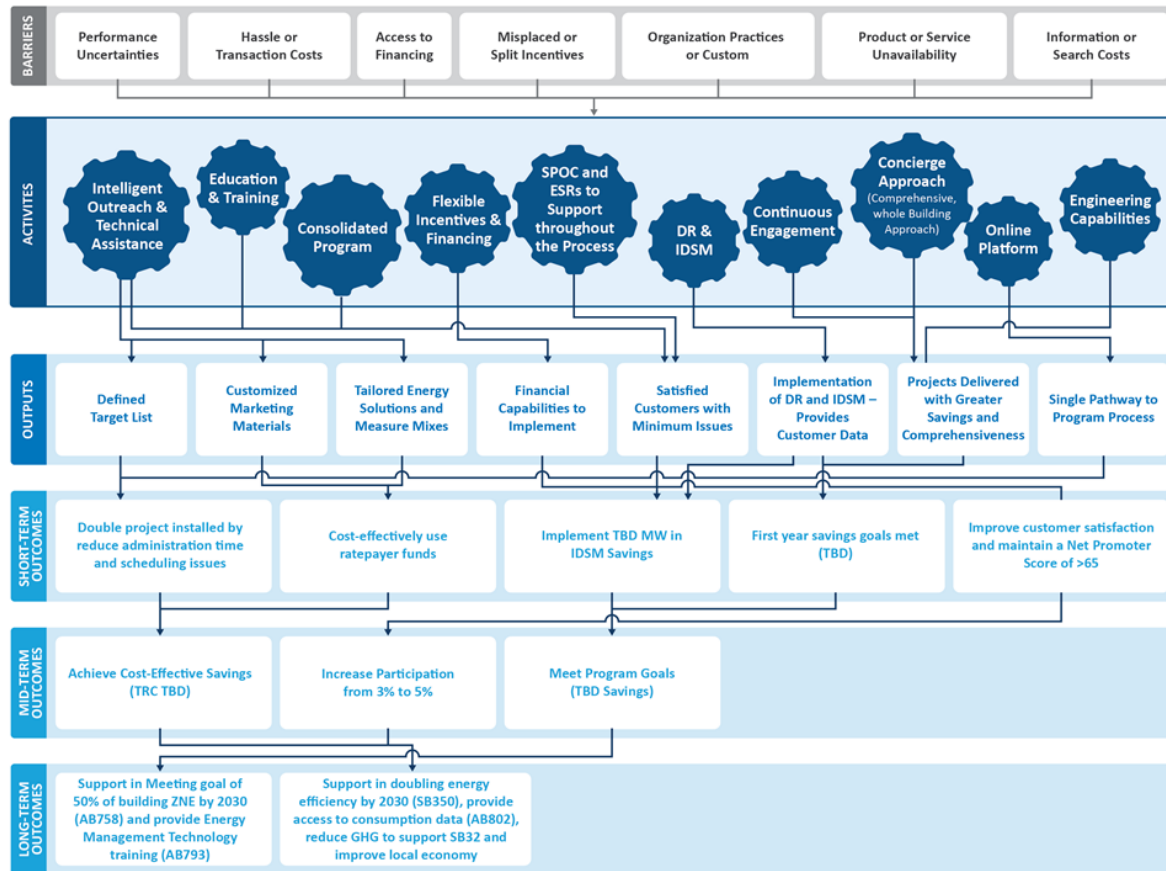 BARRIERS
Performance
Uncertainties
Hassle or
Transaction Costs
Access to
Financing
Misplaced or
Split Incentives
Organization Practices
or Custom
Product or Service
Unavailability
Information or
Search Costs
ACTIVITES
Intelligent
Outreach &
Technical
Assistance
Education
& Training
Consolidated
Program
Flexible
Incentives &
Financing
SPOC and
ESRs to
Support
throughout
the Process
DR &
IDSM
Continuous
Engagement
Concierge
Approach
(Comprehensive,
whole Building
Approach)
Online
Platform
Engineering
Capabilities
OUTPUTS
Defined
Target List
Customized
Marketing
Materials
Tailored Energy
Solutions and
Measure Mixes
Financial
Capabilities to
Implement
Satisfied
Customers with
Minimum Issues
Implementation
of DR and IDSM –
Provides
Customer Data
Projects Delivered
with Greater
Savings and
Comprehensiveness
Single Pathway to
Program Process
SHORT-TERM
OUTCOMES
Double project installed by
reduce administration time
and scheduling issues
Cost-effectively use
ratepayer funds
Implement TBD MW in
IDSM Savings
First year savings goals met
(TBD)
Improve customer satisfaction
and maintain a Net Promoter
Score of >65
MID-TERM
OUTCOMES
Achieve Cost-Effective Savings
(TRC TBD)
Increase Participation
from 3% to 5%
Meet Program Goals
(TBD Savings)
LONG-TERM
OUTCOMES
Support in Meeting goal of
50% of building ZNE by 2030
(AB758) and provide Energy
Management Technology
training (AB793)
Support in doubling energy
efficiency by 2030 (SB350), provide
access to consumption data (AB802),
reduce GHG to support SB32 and
improve local economy